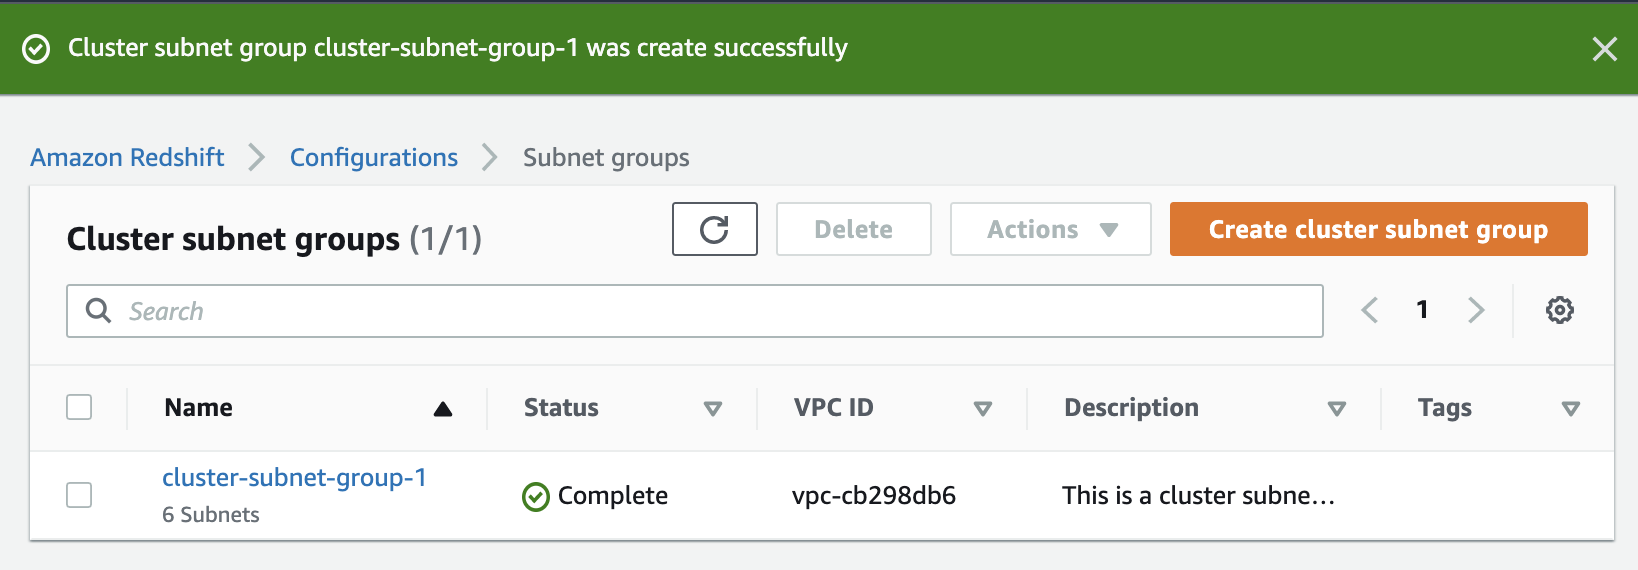 Cluster subnet group cluster-subnet-group-1 was create successfully
Amazon Redshift Configurations Subnet groups
Cluster subnet groups (1/1) Delete Actions Create cluster subnet group
Search 1
Name Status VPC ID Description Tags
cluster-subnet-group-1
6 Subnets
Complete vpc-cb298db6 This is a cluster subne...